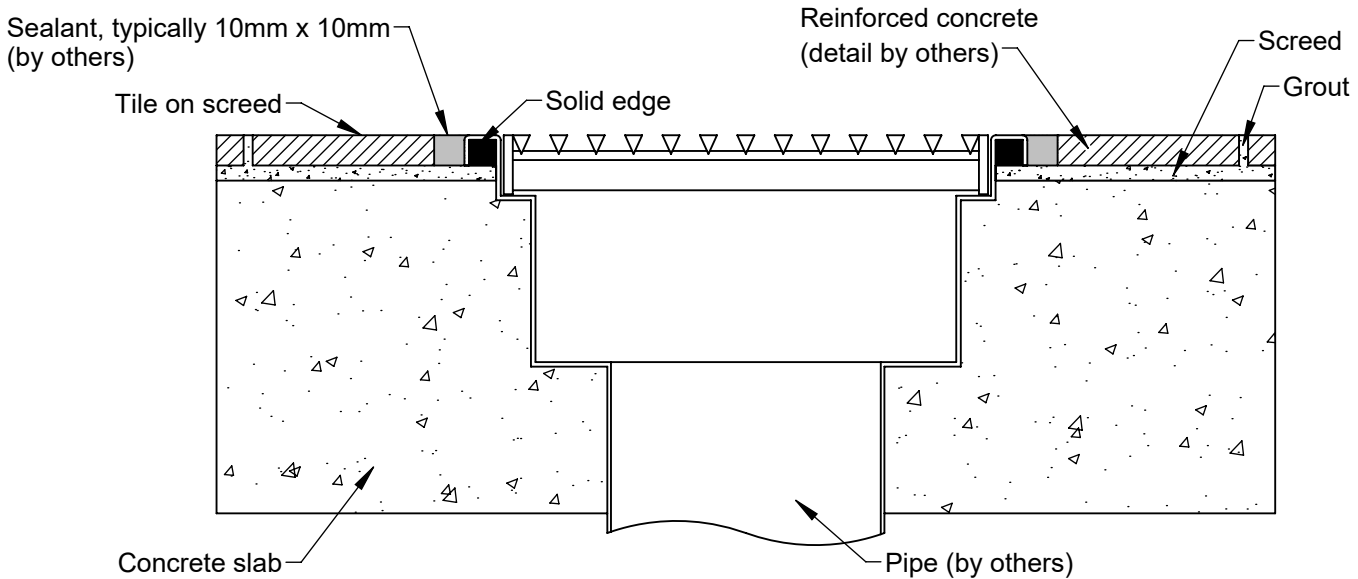 Sealant, typically 10mm x 10mm
(by others)
Tile on screed
Solid edge
Reinforced concrete
(detail by others)
Screed
Grout
Concrete slab
Pipe (by others)